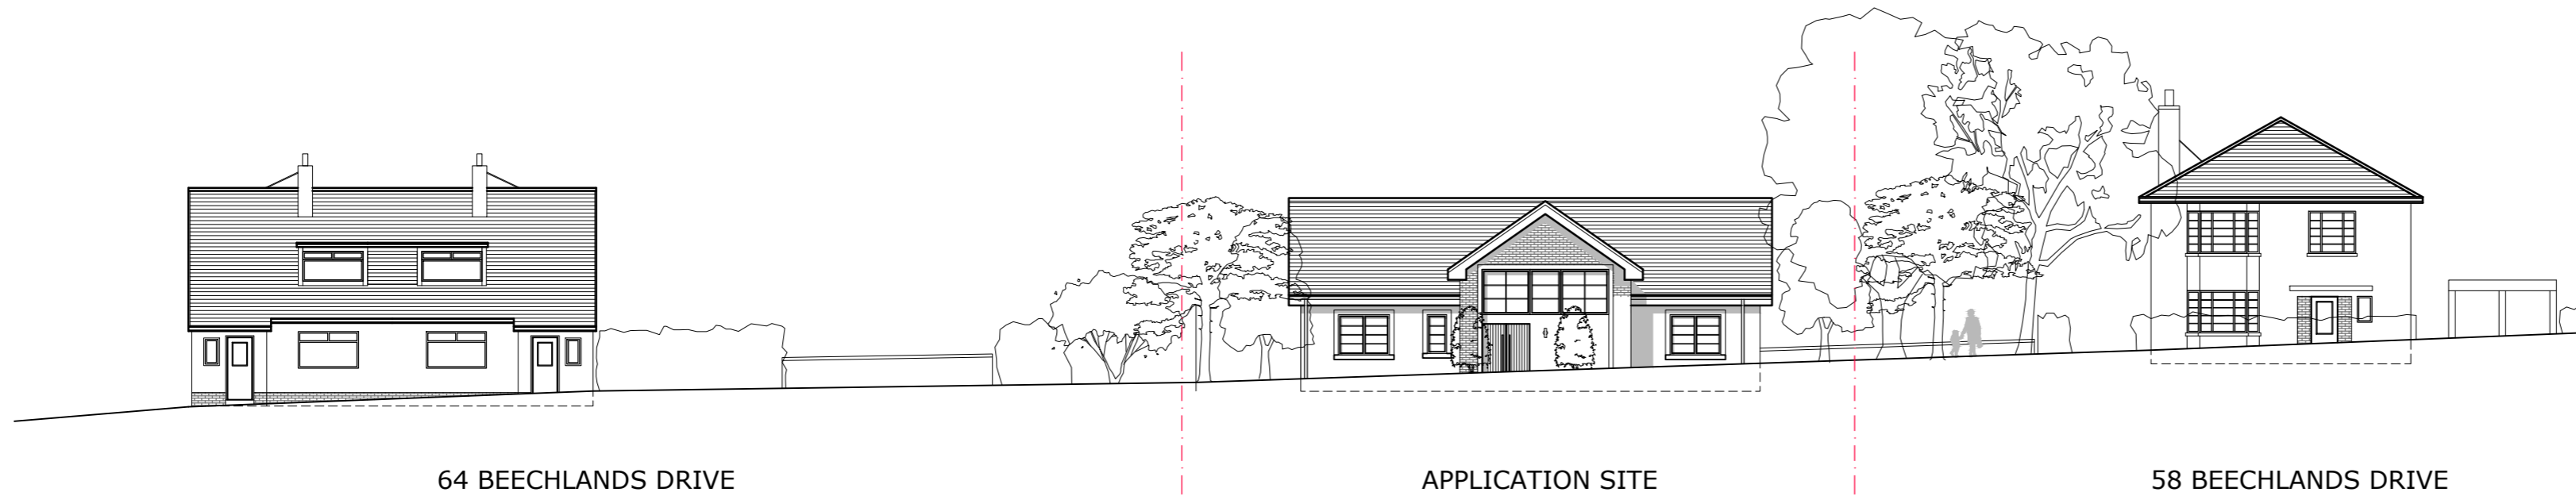 64 BEECHLANDS DRIVE
APPLICATION SITE
58 BEECHLANDS DRIVE